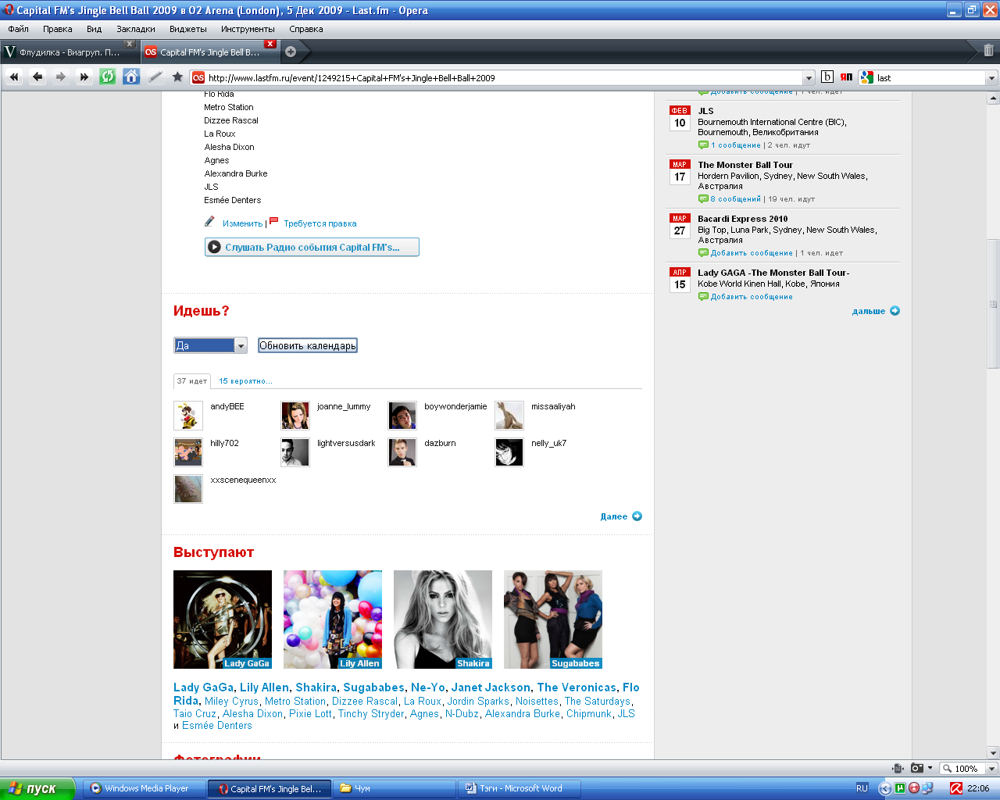 Capital FM's Jingle Bell Ball 2009 в O2 Arena (London), 5 Дек 2009 - Last.fm - Opera
Файл Правка Вид Закладки Виджеты Инструменты Справка
Флудилка - Виагруп. П...
Capital FM's Jingle Bell B...
http://www.lastfm.ru/event/1249215+Capital+FM's+Jingle+Bell+Ball+2009
last
Flo Rida
Metro Station
Dizzee Rascal
La Roux
Alesha Dixon
Agnes
Alexandra Burke
JLS
Esmée Denters
Изменить | Требуется правка
Слушать Радио события Capital FM's...
Идешь?
Да
Обновить календарь
37 идет
15 вероятно...
andyBEE
joanne_lummy
boywonderjamie
missaaliyah
hilly702
lightversusdark
dazburn
nelly_uk7
xxscenequeenxx
Далее
Выступают
Lady GaGa
Lily Allen
Shakira
Sugababes
Lady GaGa, Lily Allen, Shakira, Sugababes, Ne-Yo, Janet Jackson, The Veronicas, Flo
Rida, Miley Cyrus, Metro Station, Dizzee Rascal, La Roux, Jordin Sparks, Noisettes, The Saturdays,
Taio Cruz, Alesha Dixon, Pixie Lott, Tinchy Stryder, Agnes, N-Dubz, Alexandra Burke, Chipmunk, JLS
и Esmée Denters
Фотографии
Добавить сообщение | 1 чел. идет
ФЕВ
10
JLS
Bournemouth International Centre (BIC),
Bournemouth, Великобритания
1 сообщение | 2 чел. идут
МАР
17
The Monster Ball Tour
Hordern Pavilion, Sydney, New South Wales,
Австралия
8 сообщений | 19 чел. идут
МАР
27
Bacardi Express 2010
Big Top, Luna Park, Sydney, New South Wales,
Австралия
Добавить сообщение | 1 чел. идет
АПР
15
Lady GAGA -The Monster Ball Tour-
Kobe World Kinen Hall, Kobe, Япония
Добавить сообщение
дальше
100%
пуск
Windows Media Player
Capital FM's Jingle Bel...
Чум
Тэги - Microsoft Word
RU
22:06